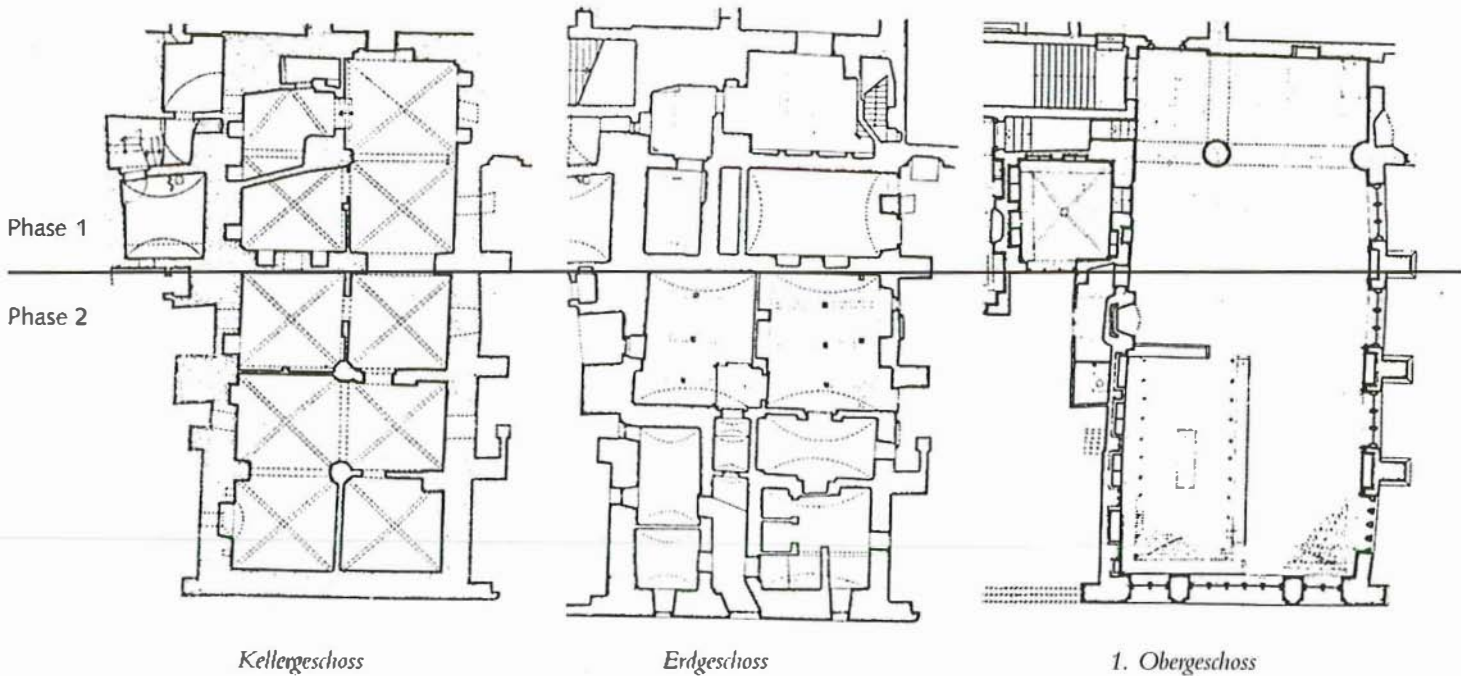 Phase 1
Phase 2
Kellergeschoss
Erdgeschoss
1. Obergeschoss